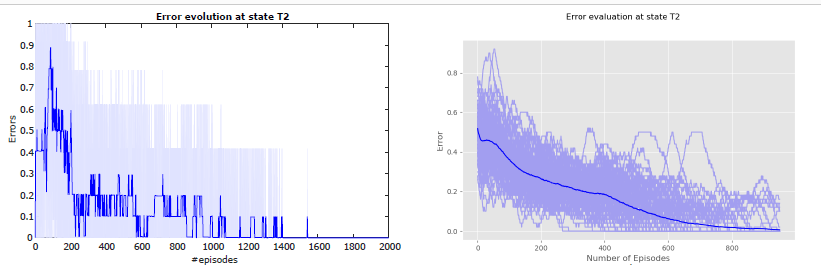 Error evolution at state T2
1
0.9
0.8
0.7
0.6
0.5
0.4
0.3
0.2
0.1
0
Errors
0 200 400 600 800 1000 1200 1400 1600 1800 2000
#episodes
Error evaluation at state T2
0.8
0.6
0.4
0.2
0.0
Error
0 200 400 600 800
Number of Episodes